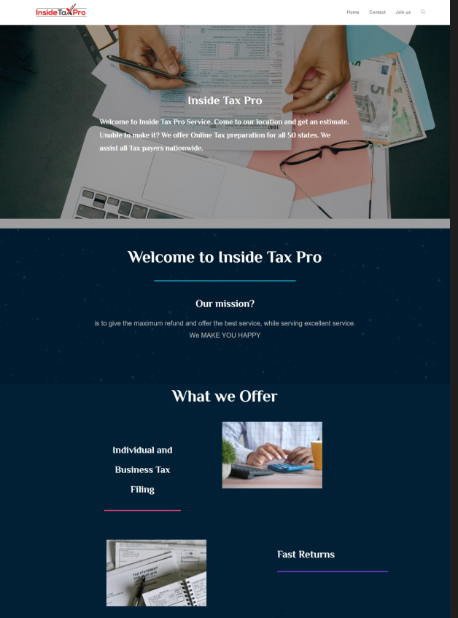 InsideTaxPro
Home Contact Join us
Inside Tax Pro
Welcome to Inside Tax Pro Service. Come to our location and get an estimate.
Unable to make it? We offer Online Tax preparation for all 50 states. We
assist all Tax payers nationwide.
Welcome to Inside Tax Pro
Our mission?
is to give the maximum refund and offer the best service, while serving excellent service.
We MAKE YOU HAPPY
What we Offer
Individual and
Business Tax
Filing
Fast Returns